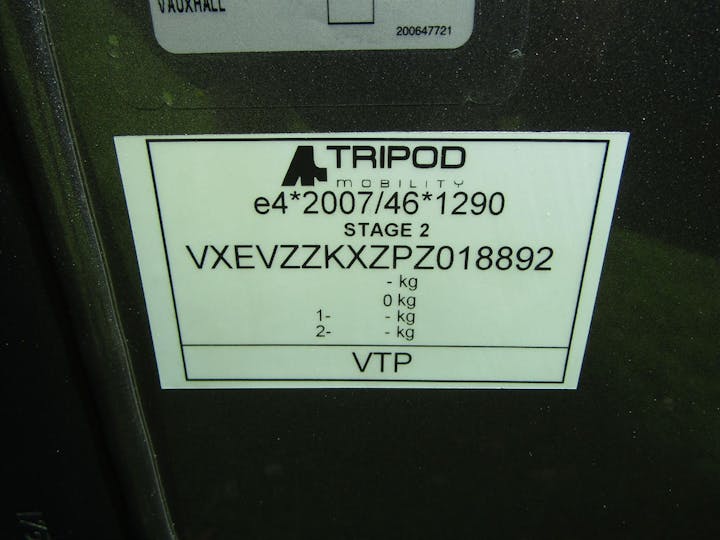 VAUXHALL
200647721
TRIPOD
MOBILITY
e4*2007/46*1290
STAGE 2
VXEVZZKXZPZ018892
- kg
0 kg
1- - kg
2- - kg
VTP